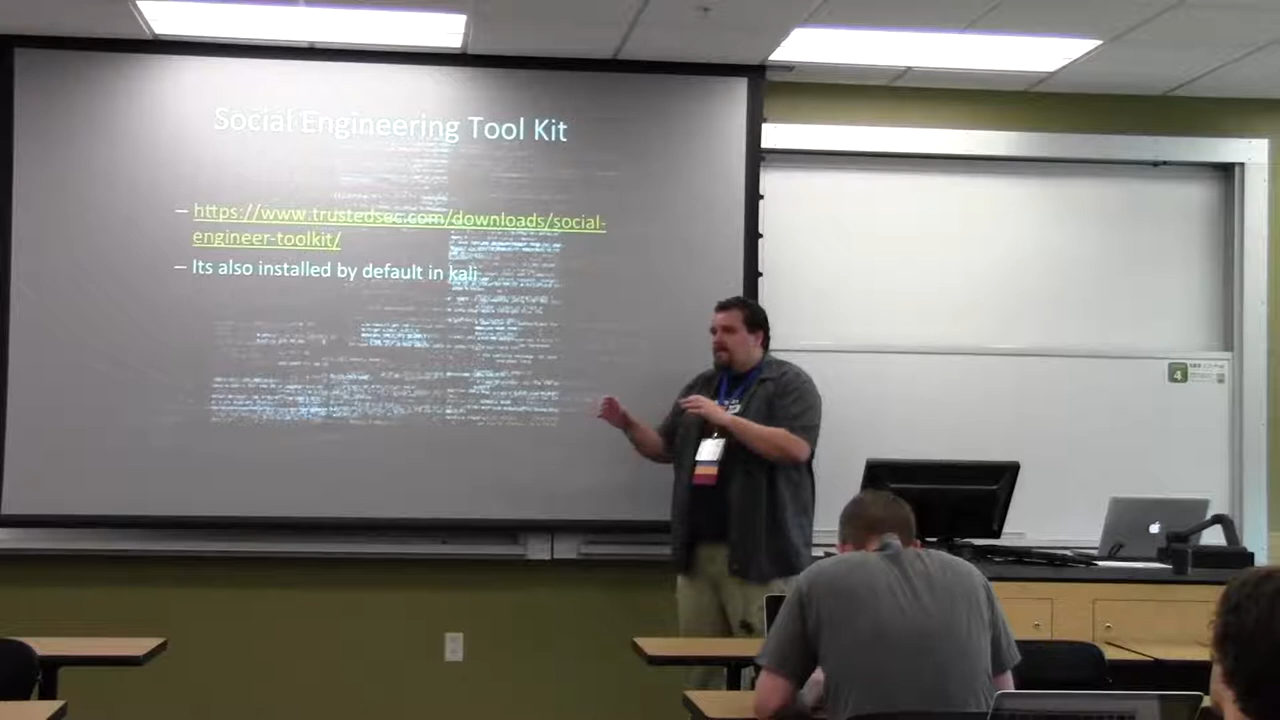 Social Engineering Tool Kit
– https://www.trustedsec.com/downloads/social-
engineer-toolkit/
– Its also installed by default in kali
4